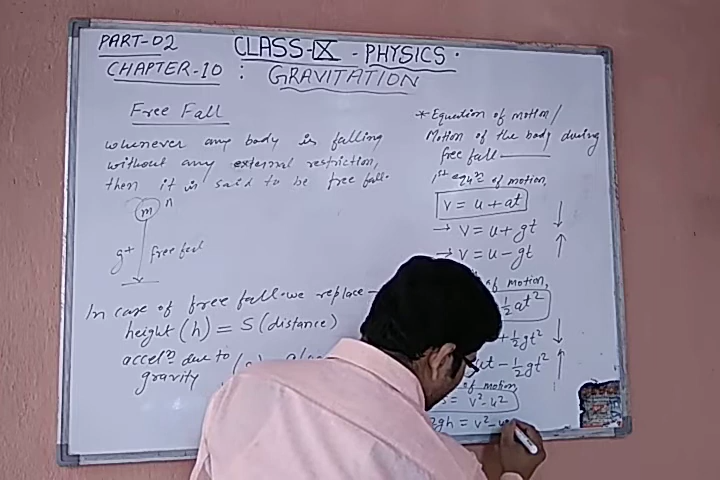 PART-02
CLASS-IX - PHYSICS.
CHAPTER-10 : GRAVITATION
Free Fall
whenever any body is falling
without any external restriction,
then it is said to be free fall.
m
g
free fall
In case of free fall we replace -
height (h) = S (distance)
accelⁿ due to
gravity (g)
* Equation of motion/
Motion of the body during
free fall
1st equⁿ of motion,
v = u + at
→ v = u + gt ↓
→ v = u - gt ↑
of motion,
½at²
+ ½gt² ↓
ut - ½gt² ↑
of motion,
= v² - u²
2gh = v² - u²